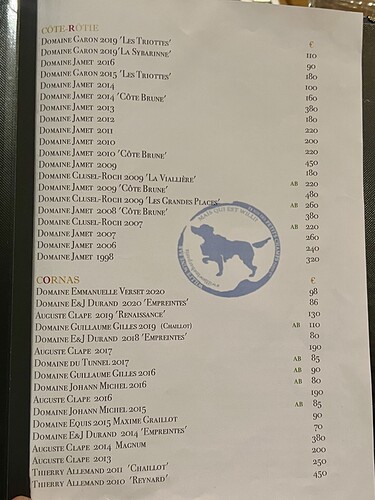 CÔTE-RÔTIE €
DOMAINE GARON 2019 'LES TRIOTTES' 110
DOMAINE GARON 2019 'LA SYBARINNE' 90
DOMAINE JAMET 2016 180
DOMAINE GARON 2015 'LES TRIOTTES' 100
DOMAINE JAMET 2014 160
DOMAINE JAMET 2014 'CÔTE BRUNE' 380
DOMAINE JAMET 2013 180
DOMAINE JAMET 2012 220
DOMAINE JAMET 2011 200
DOMAINE JAMET 2010 220
DOMAINE JAMET 2010 'CÔTE BRUNE' 450
DOMAINE JAMET 2009 180
DOMAINE CLUSEL-ROCH 2009 'LA VIALLIÈRE' AB 220
DOMAINE JAMET 2009 'CÔTE BRUNE' 480
DOMAINE CLUSEL-ROCH 2009 'LES GRANDES PLACES' AB 260
DOMAINE JAMET 2008 'CÔTE BRUNE' 380
DOMAINE CLUSEL-ROCH 2007 AB 220
DOMAINE JAMET 2007 260
DOMAINE JAMET 2006 240
DOMAINE JAMET 1998 320
MAIS QUI EST
CORNAS €
DOMAINE EMMANUELLE VERSET 2020 98
DOMAINE E&J DURAND 2020 'EMPREINTES' 86
AUGUSTE CLAPE 2019 'RENAISSANCE' 130
DOMAINE GUILLAUME GILLES 2019 (CHAILLOT) AB 110
DOMAINE E&J DURAND 2018 'EMPREINTES' 80
AUGUSTE CLAPE 2017 190
DOMAINE DU TUNNEL 2017 AB 85
DOMAINE GUILLAUME GILLES 2016 AB 90
DOMAINE JOHANN MICHEL 2016 AB 80
AUGUSTE CLAPE 2016 190
DOMAINE JOHANN MICHEL 2015 AB 85
DOMAINE EQUIS 2015 MAXIME GRAILLOT 90
DOMAINE E&J DURAND 2014 'EMPREINTES' 70
AUGUSTE CLAPE 2014 MAGNUM 380
AUGUSTE CLAPE 2013 200
THIERRY ALLEMAND 2011 'CHAILLOT' 250
THIERRY ALLEMAND 2010 'REYNARD' 450